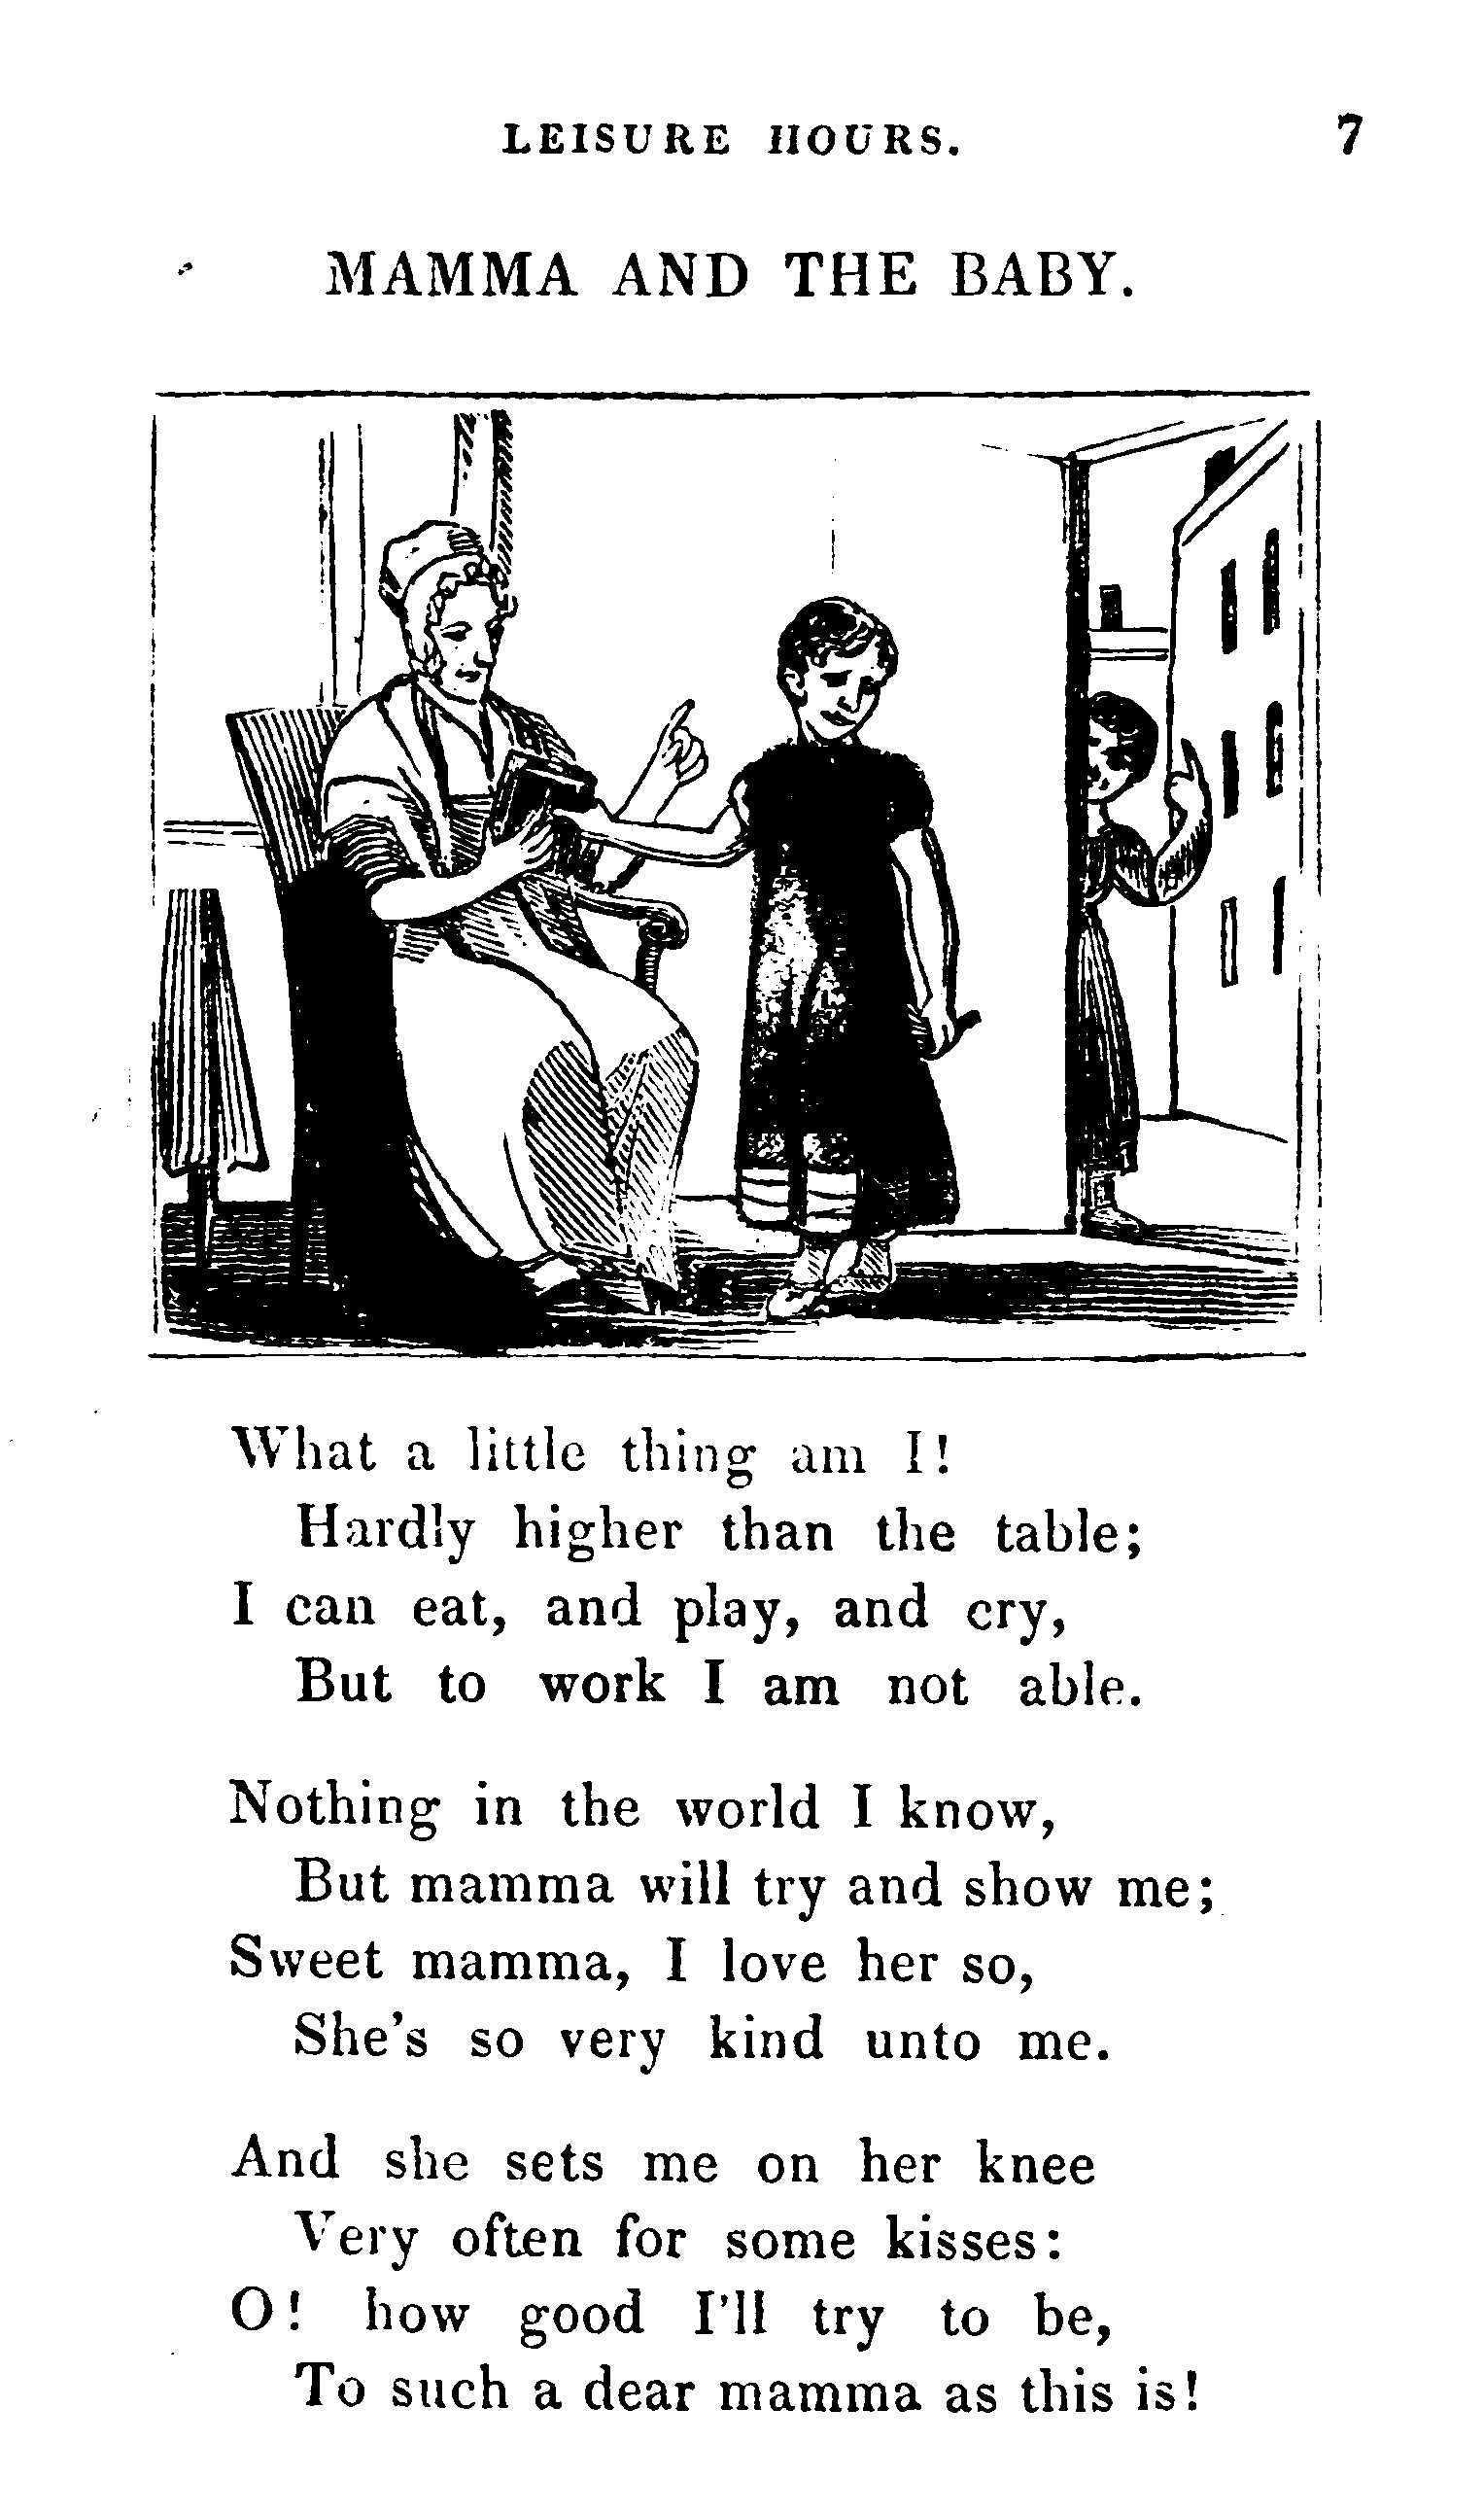 LEISURE HOURS. 7
MAMMA AND THE BABY.
What a little thing am I!
Hardly higher than the table;
I can eat, and play, and cry,
But to work I am not able.
Nothing in the world I know,
But mamma will try and show me;
Sweet mamma, I love her so,
She's so very kind unto me.
And she sets me on her knee
Very often for some kisses:
O! how good I'll try to be,
To such a dear mamma as this is!